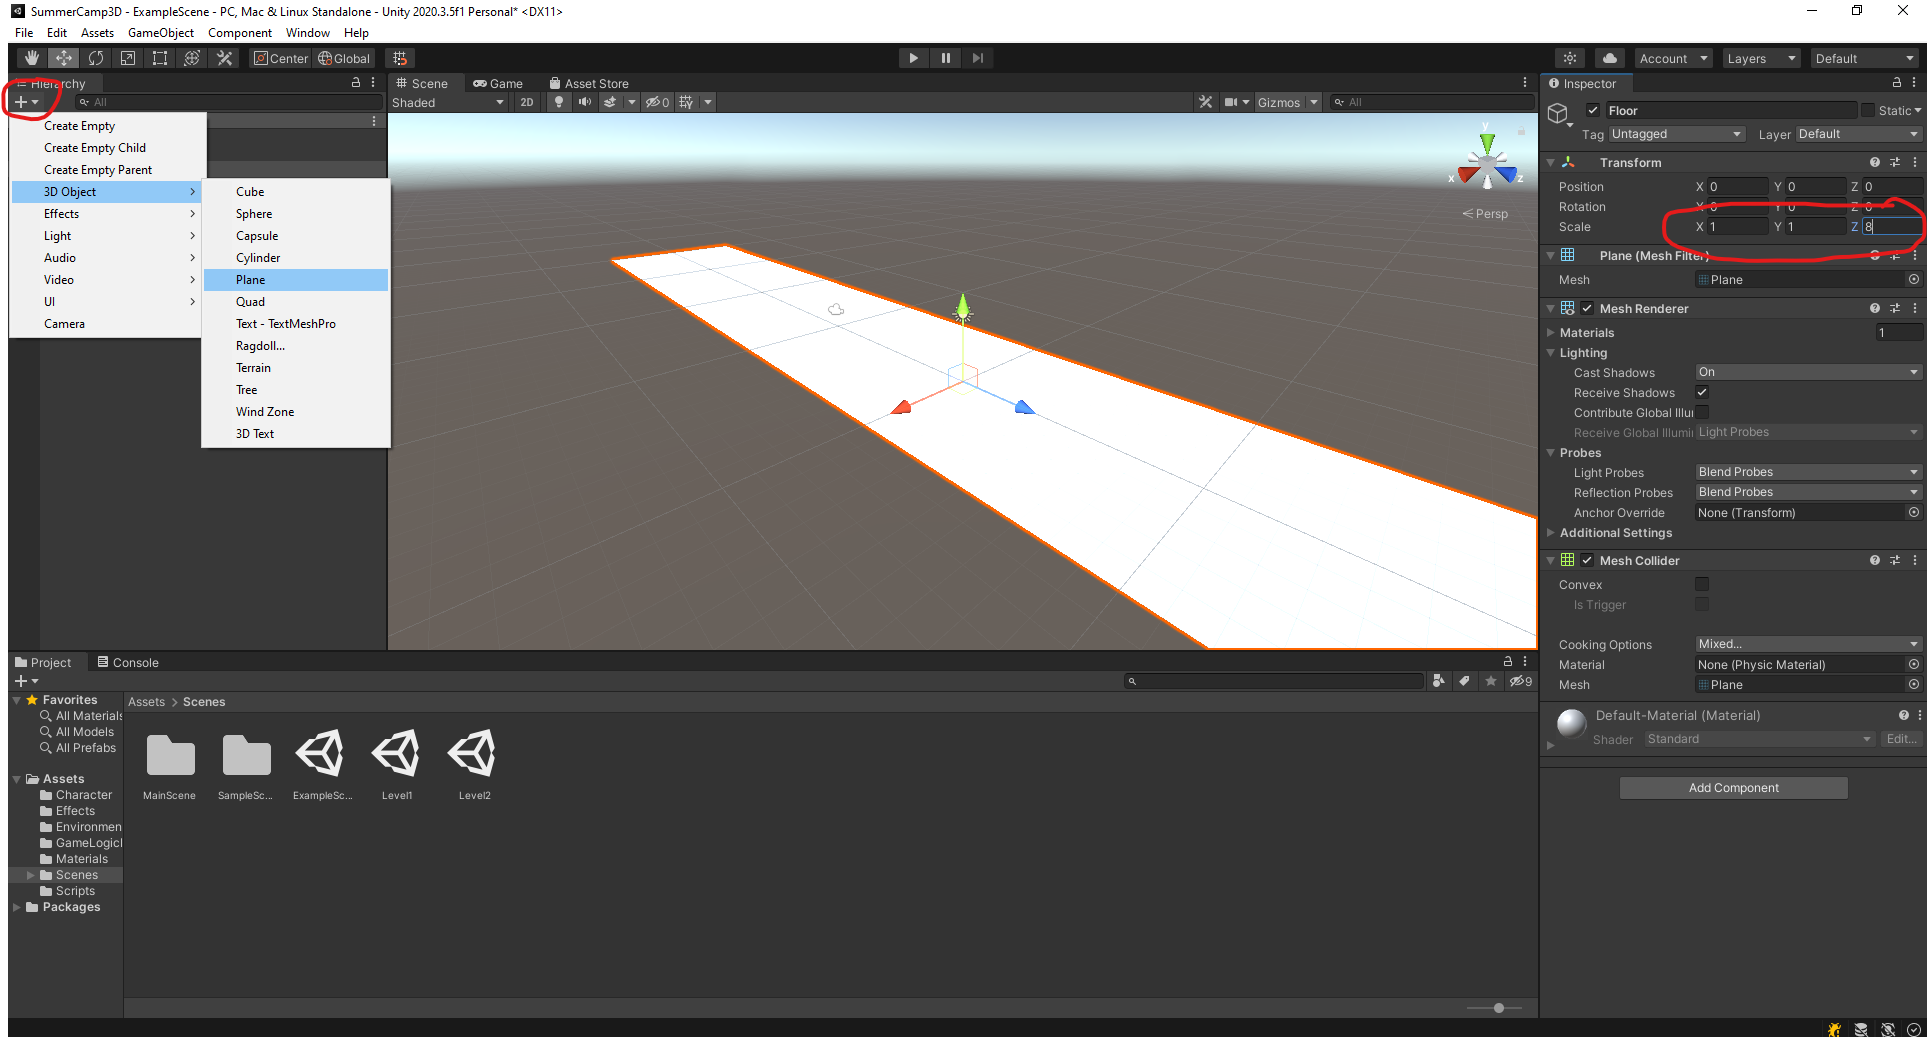 SummerCamp3D - ExampleScene - PC, Mac & Linux Standalone - Unity 2020.3.5f1 Personal* <DX11>
File Edit Assets GameObject Component Window Help
Center Global Account Layers Default
Hierarchy
All
Create Empty
Create Empty Child
Create Empty Parent
3D Object
Effects
Light
Audio
Video
UI
Camera
Cube
Sphere
Capsule
Cylinder
Plane
Quad
Text - TextMeshPro
Ragdoll...
Terrain
Tree
Wind Zone
3D Text
Scene Game Asset Store
Shaded 2D 0 Gizmos All
y
x z
Persp
Inspector
Floor Static
Tag Untagged Layer Default
Transform
Position X 0 Y 0 Z 0
Rotation X 0 Y 0 Z 0
Scale X 1 Y 1 Z 8
Plane (Mesh Filter)
Mesh Plane
Mesh Renderer
Materials 1
Lighting
Cast Shadows On
Receive Shadows
Contribute Global Illu
Receive Global Illumi Light Probes
Probes
Light Probes Blend Probes
Reflection Probes Blend Probes
Anchor Override None (Transform)
Additional Settings
Mesh Collider
Convex
Is Trigger
Cooking Options Mixed...
Material None (Physic Material)
Mesh Plane
Default-Material (Material)
Shader Standard Edit...
Add Component
Project Console
9
Favorites
All Materials
All Models
All Prefabs
Assets
Character
Effects
Environmen
GameLogic
Materials
Scenes
Scripts
Packages
Assets > Scenes
MainScene SampleSc... ExampleSc... Level1 Level2